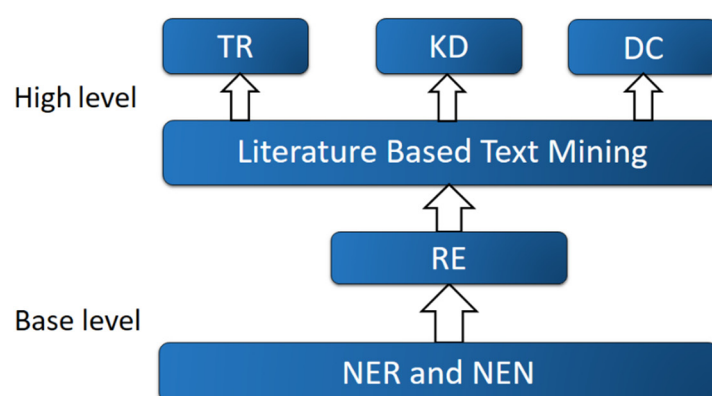 TR
KD
DC
High level
Literature Based Text Mining
RE
Base level
NER and NEN